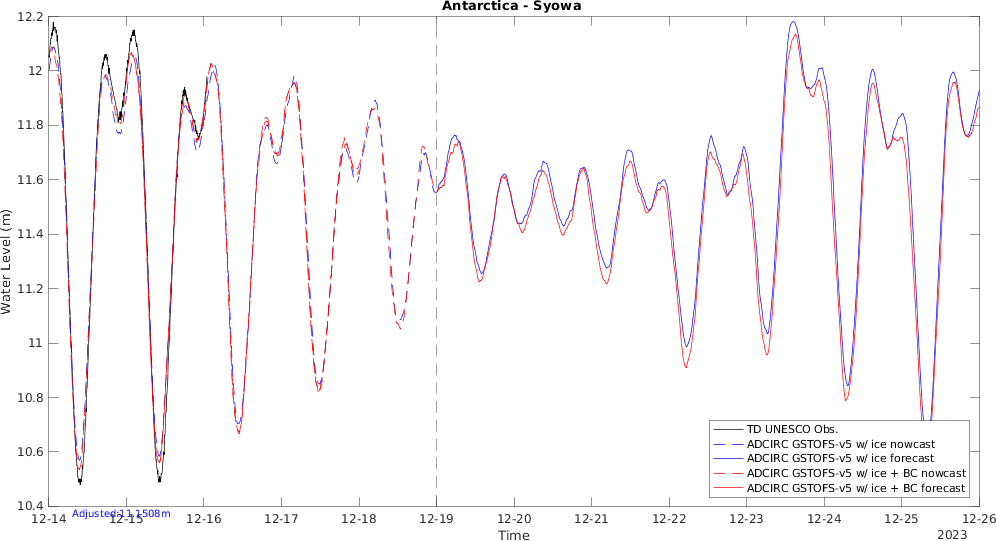 Antarctica - Syowa
12.2
12
11.8
11.6
11.4
11.2
11
10.8
10.6
10.4
Water Level (m)
TD UNESCO Obs.
ADCIRC GSTOFS-v5 w/ ice nowcast
ADCIRC GSTOFS-v5 w/ ice forecast
ADCIRC GSTOFS-v5 w/ ice + BC nowcast
ADCIRC GSTOFS-v5 w/ ice + BC forecast
Adjusted:11.1508m
12-14 12-15 12-16 12-17 12-18 12-19 12-20 12-21 12-22 12-23 12-24 12-25 12-26
Time
2023